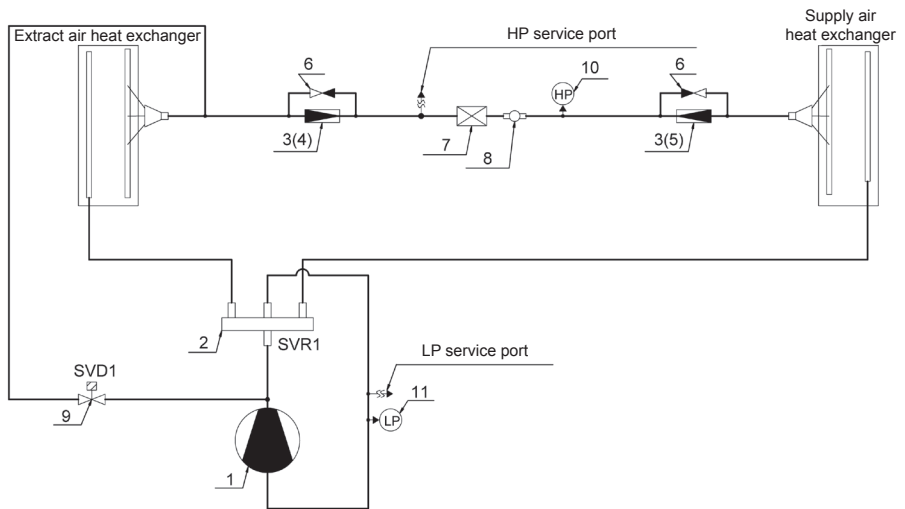 Supply air
heat exchanger
Extract air heat exchanger
HP service port
6
10
6
HP
3(4)
7
8
3(5)
2
SVR1
LP service port
SVD1
11
9
LP
1